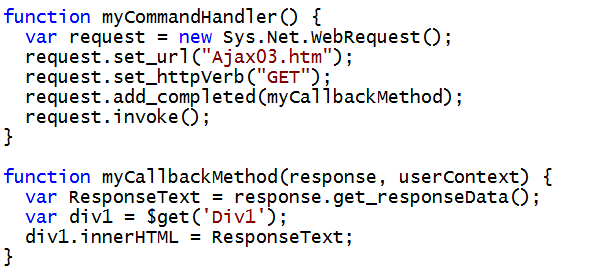 function myCommandHandler() {
  var request = new Sys.Net.WebRequest();
  request.set_url("Ajax03.htm");
  request.set_httpVerb("GET");
  request.add_completed(myCallbackMethod);
  request.invoke();
}

function myCallbackMethod(response, userContext) {
  var ResponseText = response.get_responseData();
  var div1 = $get('Div1');
  div1.innerHTML = ResponseText;
}